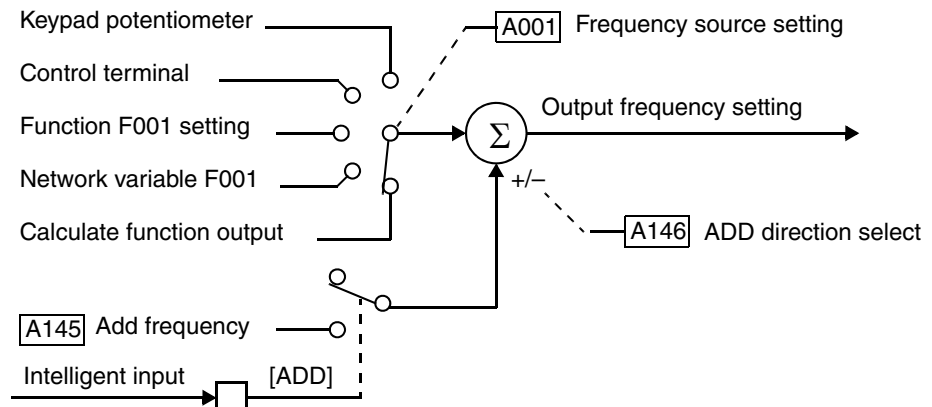 Keypad potentiometer
A001 Frequency source setting
Control terminal
Function F001 setting
Σ
Output frequency setting
Network variable F001
+/–
Calculate function output
A146 ADD direction select
A145 Add frequency
Intelligent input
[ADD]